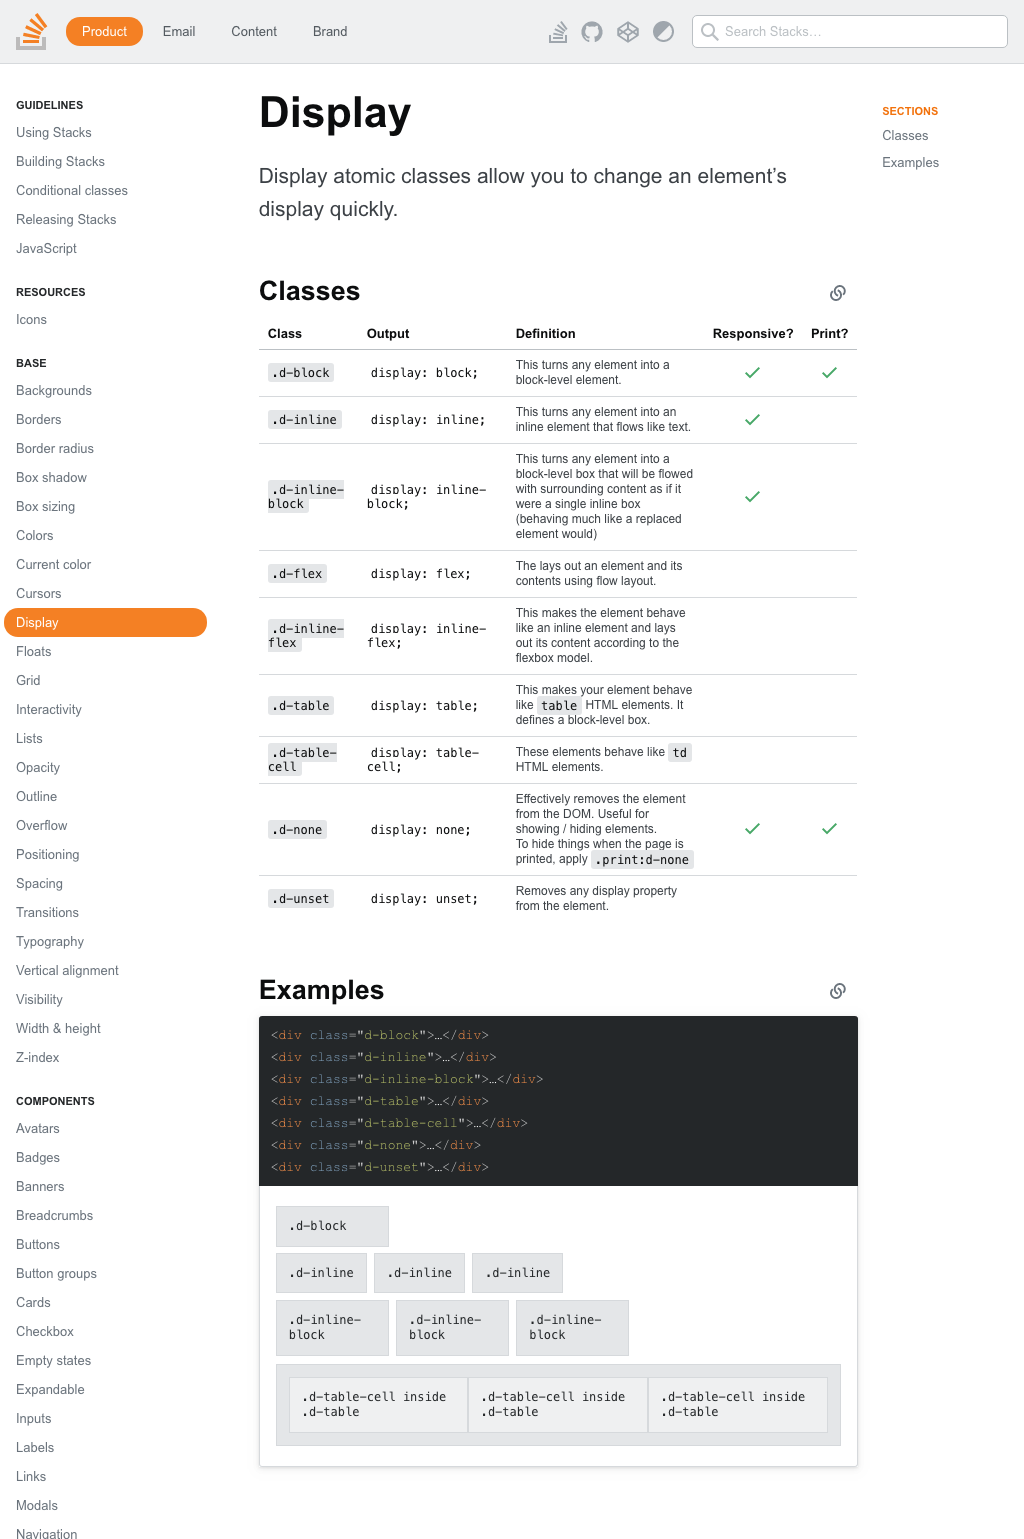 Product Email Content Brand Search Stacks...
GUIDELINES
Using Stacks
Building Stacks
Conditional classes
Releasing Stacks
JavaScript
RESOURCES
Icons
BASE
Backgrounds
Borders
Border radius
Box shadow
Box sizing
Colors
Current color
Cursors
Display
Floats
Grid
Interactivity
Lists
Opacity
Outline
Overflow
Positioning
Spacing
Transitions
Typography
Vertical alignment
Visibility
Width & height
Z-index
COMPONENTS
Avatars
Badges
Banners
Breadcrumbs
Buttons
Button groups
Cards
Checkbox
Empty states
Expandable
Inputs
Labels
Links
Modals
Navigation
Display
Display atomic classes allow you to change an element’s
display quickly.
Classes
Class Output Definition Responsive? Print?
.d-block display: block; This turns any element into a
block-level element.
.d-inline display: inline; This turns any element into an
inline element that flows like text.
.d-inline-
block
display: inline-
block;
This turns any element into a
block-level box that will be flowed
with surrounding content as if it
were a single inline box
(behaving much like a replaced
element would)
.d-flex display: flex; The lays out an element and its
contents using flow layout.
.d-inline-
flex
display: inline-
flex;
This makes the element behave
like an inline element and lays
out its content according to the
flexbox model.
.d-table display: table; This makes your element behave
like table HTML elements. It
defines a block-level box.
.d-table-
cell
display: table-
cell;
These elements behave like td
HTML elements.
.d-none display: none; Effectively removes the element
from the DOM. Useful for
showing / hiding elements.
To hide things when the page is
printed, apply .print:d-none
.d-unset display: unset; Removes any display property
from the element.
Examples
<div class="d-block">…</div>
<div class="d-inline">…</div>
<div class="d-inline-block">…</div>
<div class="d-table">…</div>
<div class="d-table-cell">…</div>
<div class="d-none">…</div>
<div class="d-unset">…</div>
.d-block
.d-inline .d-inline .d-inline
.d-inline-
block
.d-inline-
block
.d-inline-
block
.d-table-cell inside
.d-table
.d-table-cell inside
.d-table
.d-table-cell inside
.d-table
SECTIONS
Classes
Examples